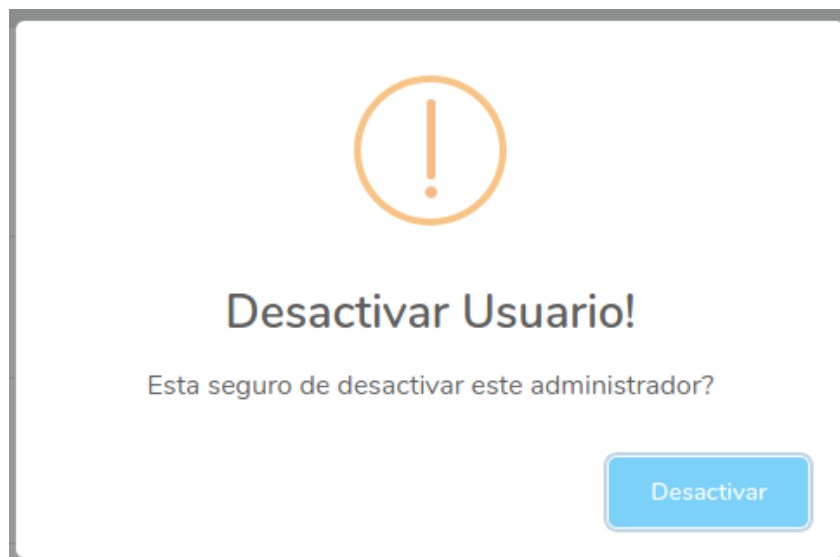 Desactivar Usuario!
Esta seguro de desactivar este administrador?
Desactivar